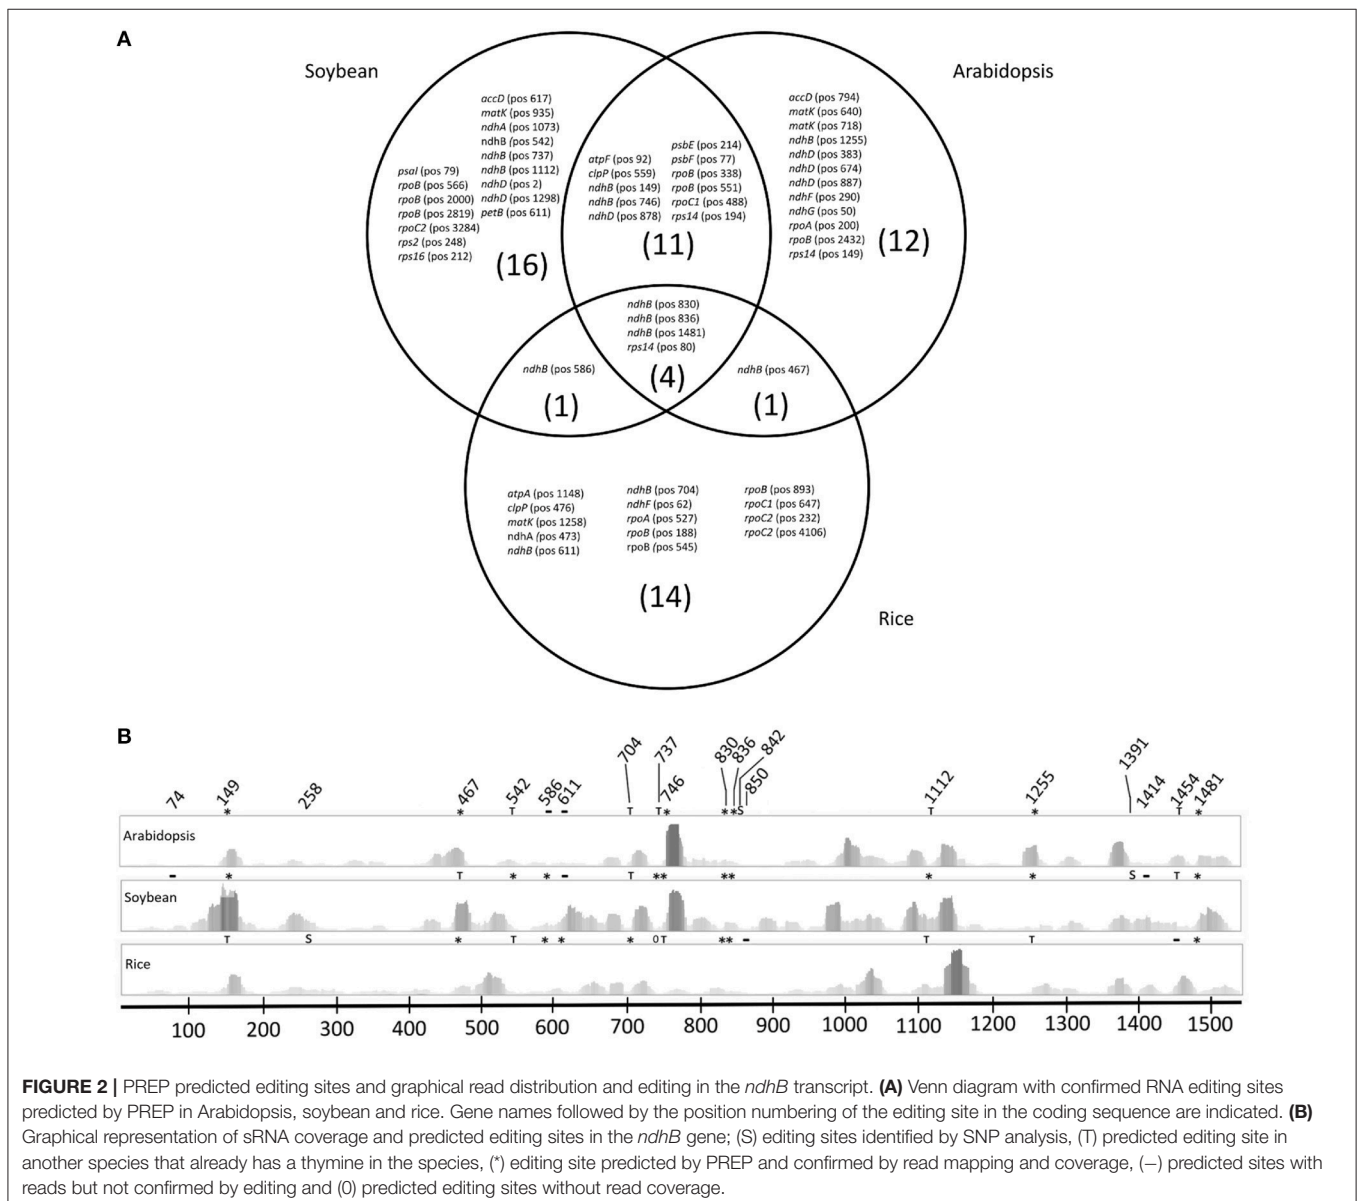 A
Soybean
Arabidopsis
accD (pos 617)
matK (pos 935)
ndhA (pos 1073)
ndhB (pos 542)
ndhB (pos 737)
ndhB (pos 1112)
ndhD (pos 2)
ndhD (pos 1298)
petB (pos 611)
psaI (pos 79)
rpoB (pos 566)
rpoB (pos 2000)
rpoB (pos 2819)
rpoC2 (pos 3284)
rps2 (pos 248)
rps16 (pos 212)
(16)
atpF (pos 92)
clpP (pos 559)
ndhB (pos 149)
ndhB (pos 746)
ndhD (pos 878)
psbE (pos 214)
psbF (pos 77)
rpoB (pos 338)
rpoB (pos 551)
rpoC1 (pos 488)
rps14 (pos 194)
(11)
accD (pos 794)
matK (pos 640)
matK (pos 718)
ndhB (pos 1255)
ndhD (pos 383)
ndhD (pos 674)
ndhD (pos 887)
ndhF (pos 290)
ndhG (pos 50)
rpoA (pos 200)
rpoB (pos 2432)
rps14 (pos 149)
(12)
ndhB (pos 830)
ndhB (pos 836)
ndhB (pos 1481)
rps14 (pos 80)
(4)
ndhB (pos 586)
(1)
ndhB (pos 467)
(1)
atpA (pos 1148)
clpP (pos 476)
matK (pos 1258)
ndhA (pos 473)
ndhB (pos 611)
ndhB (pos 704)
ndhF (pos 62)
rpoA (pos 527)
rpoB (pos 188)
rpoB (pos 545)
rpoB (pos 893)
rpoC1 (pos 647)
rpoC2 (pos 232)
rpoC2 (pos 4106)
(14)
Rice
B
74 149 258 467 542 586 611 704 737 746 830 836 842 850 1112 1255 1391 1414 1454 1481
* * T - - T T * * * S T * T *
Arabidopsis
- * T * * - T * * * * * * S - T *
Soybean
T S * T * * * 0 T * * - T T - *
Rice
100 200 300 400 500 600 700 800 900 1000 1100 1200 1300 1400 1500
FIGURE 2 | PREP predicted editing sites and graphical read distribution and editing in the ndhB transcript. (A) Venn diagram with confirmed RNA editing sites
predicted by PREP in Arabidopsis, soybean and rice. Gene names followed by the position numbering of the editing site in the coding sequence are indicated. (B)
Graphical representation of sRNA coverage and predicted editing sites in the ndhB gene; (S) editing sites identified by SNP analysis, (T) predicted editing site in
another species that already has a thymine in the species, (*) editing site predicted by PREP and confirmed by read mapping and coverage, (−) predicted sites with
reads but not confirmed by editing and (0) predicted editing sites without read coverage.